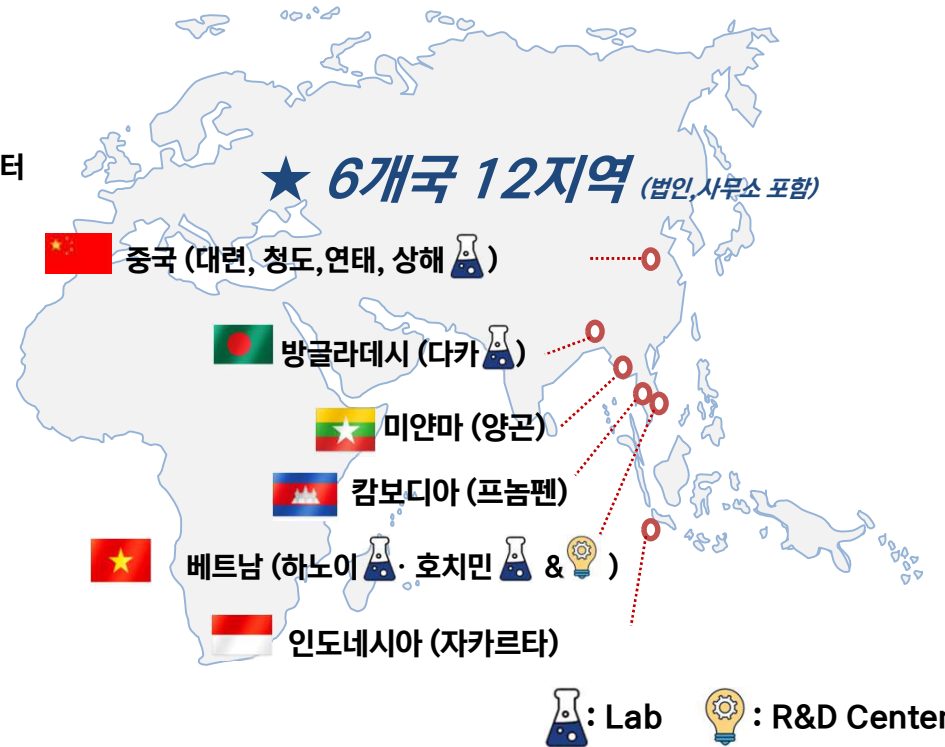 터
★ 6개국 12지역 (법인,사무소 포함)
중국 (대련, 청도,연태, 상해 )
방글라데시 (다카 )
미얀마 (양곤)
캄보디아 (프놈펜)
베트남 (하노이 · 호치민 & )
인도네시아 (자카르타)
: Lab : R&D Center